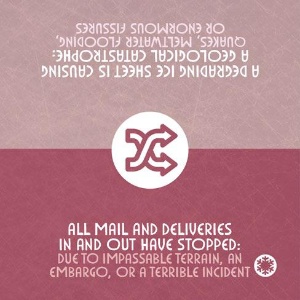 A DEGRADING ICE SHEET IS CAUSING
A GEOLOGICAL CATASTROPHE:
QUAKES, MELTWATER FLOODING,
OR ENORMOUS FISSURES
ALL MAIL AND DELIVERIES
IN AND OUT HAVE STOPPED:
DUE TO IMPASSABLE TERRAIN, AN
EMBARGO, OR A TERRIBLE INCIDENT